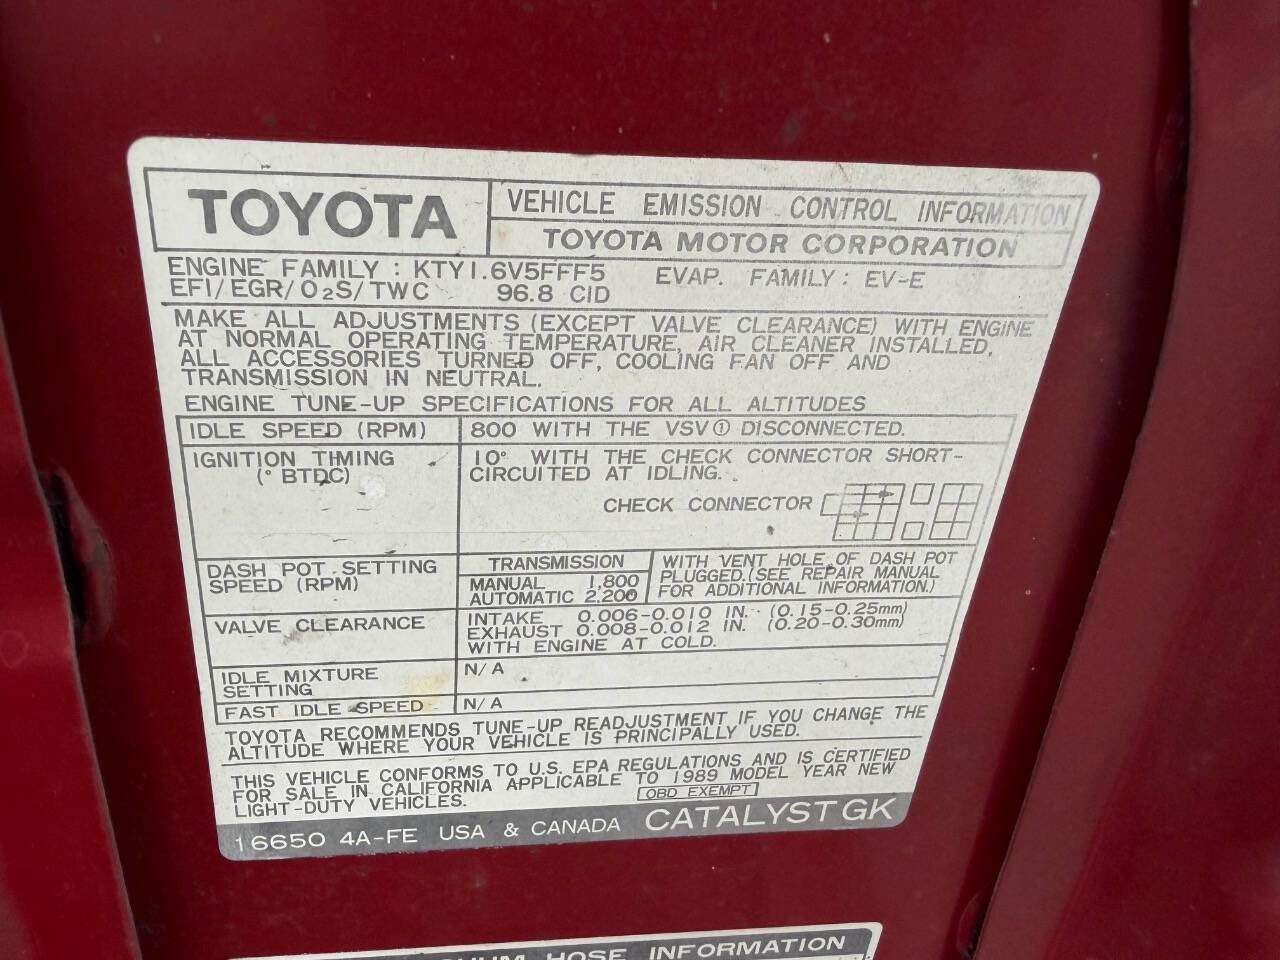 TOYOTA
VEHICLE EMISSION CONTROL INFORMATION
TOYOTA MOTOR CORPORATION
ENGINE FAMILY : KTY1.6V5FFF5 EVAP. FAMILY: EV-E
EFI/EGR/O2S/TWC 96.8 CID
MAKE ALL ADJUSTMENTS (EXCEPT VALVE CLEARANCE) WITH ENGINE
AT NORMAL OPERATING TEMPERATURE, AIR CLEANER INSTALLED,
ALL ACCESSORIES TURNED OFF, COOLING FAN OFF AND
TRANSMISSION IN NEUTRAL.
ENGINE TUNE-UP SPECIFICATIONS FOR ALL ALTITUDES
IDLE SPEED (RPM) 800 WITH THE VSV① DISCONNECTED.
IGNITION TIMING 10° WITH THE CHECK CONNECTOR SHORT-
(° BTDC) CIRCUITED AT IDLING.
CHECK CONNECTOR
DASH POT SETTING TRANSMISSION WITH VENT HOLE OF DASH POT
SPEED (RPM) MANUAL 1,800 PLUGGED.(SEE REPAIR MANUAL
AUTOMATIC 2,200 FOR ADDITIONAL INFORMATION.)
VALVE CLEARANCE INTAKE 0.006-0.010 IN. (0.15-0.25mm)
EXHAUST 0.008-0.012 IN. (0.20-0.30mm)
WITH ENGINE AT COLD.
IDLE MIXTURE N/A
SETTING
FAST IDLE SPEED N/A
TOYOTA RECOMMENDS TUNE-UP READJUSTMENT IF YOU CHANGE THE
ALTITUDE WHERE YOUR VEHICLE IS PRINCIPALLY USED.
THIS VEHICLE CONFORMS TO U.S. EPA REGULATIONS AND IS CERTIFIED
FOR SALE IN CALIFORNIA APPLICABLE TO 1989 MODEL YEAR NEW
LIGHT-DUTY VEHICLES. OBD EXEMPT
16650 4A-FE USA & CANADA CATALYST GK
HOSE INFORMATION